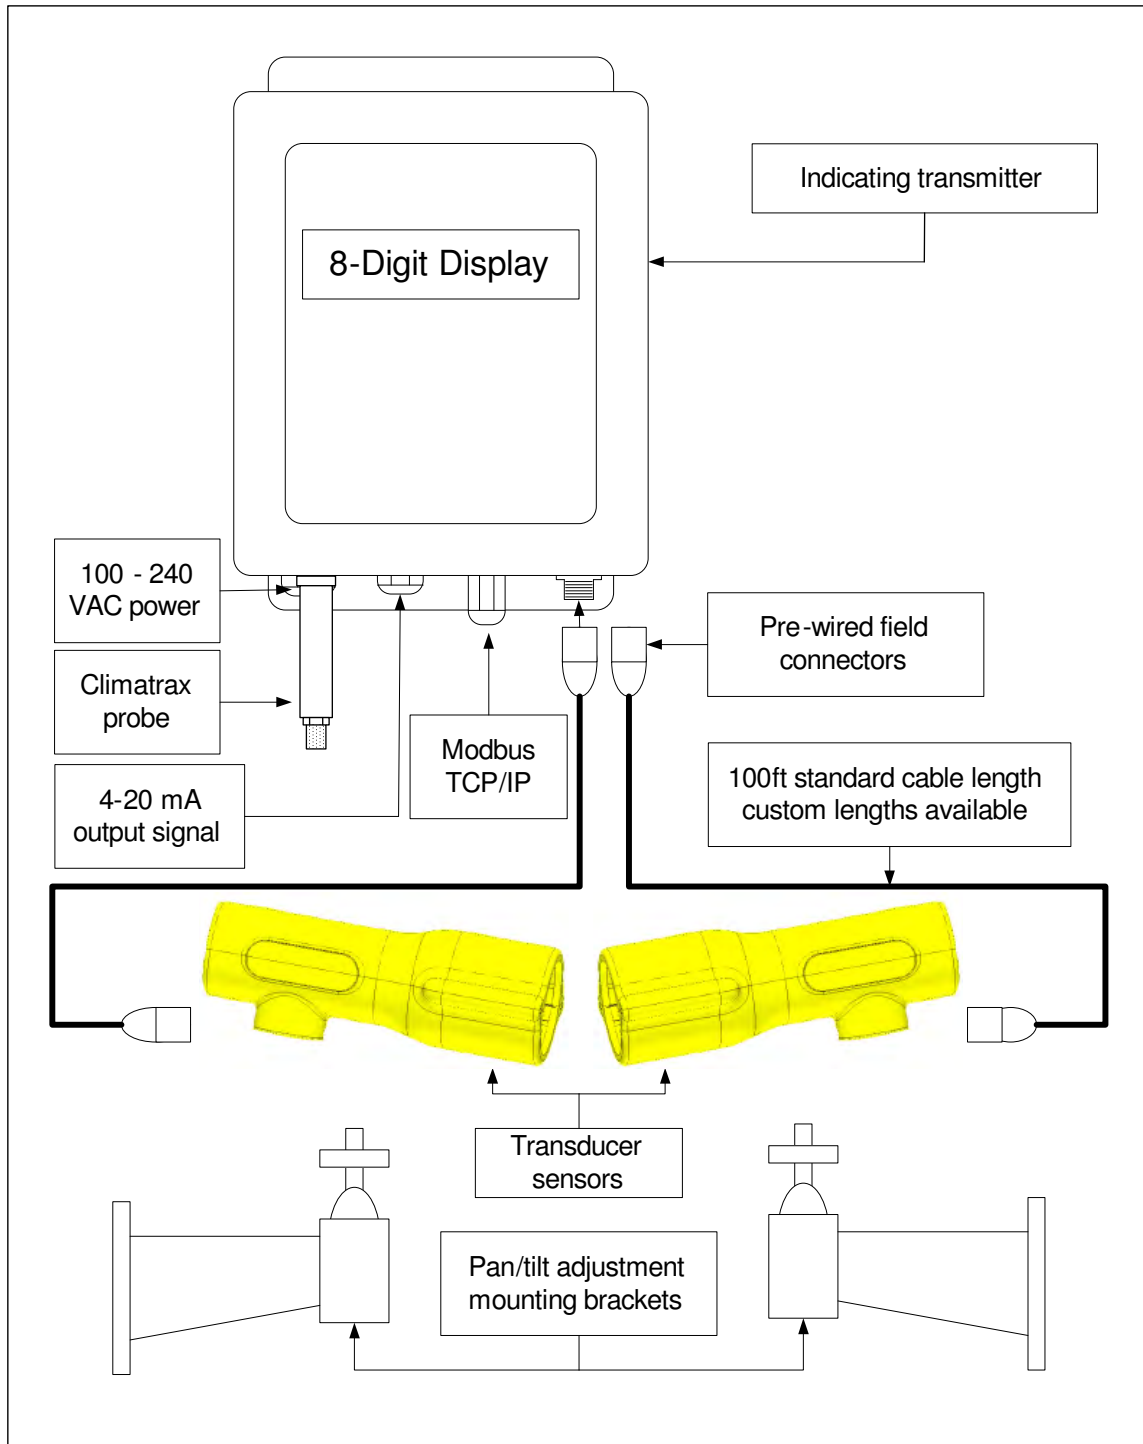 Indicating transmitter
8-Digit Display
100 - 240
VAC power
Pre-wired field
connectors
Climatrax
probe
Modbus
TCP/IP
100ft standard cable length
custom lengths available
4-20 mA
output signal
Transducer
sensors
Pan/tilt adjustment
mounting brackets